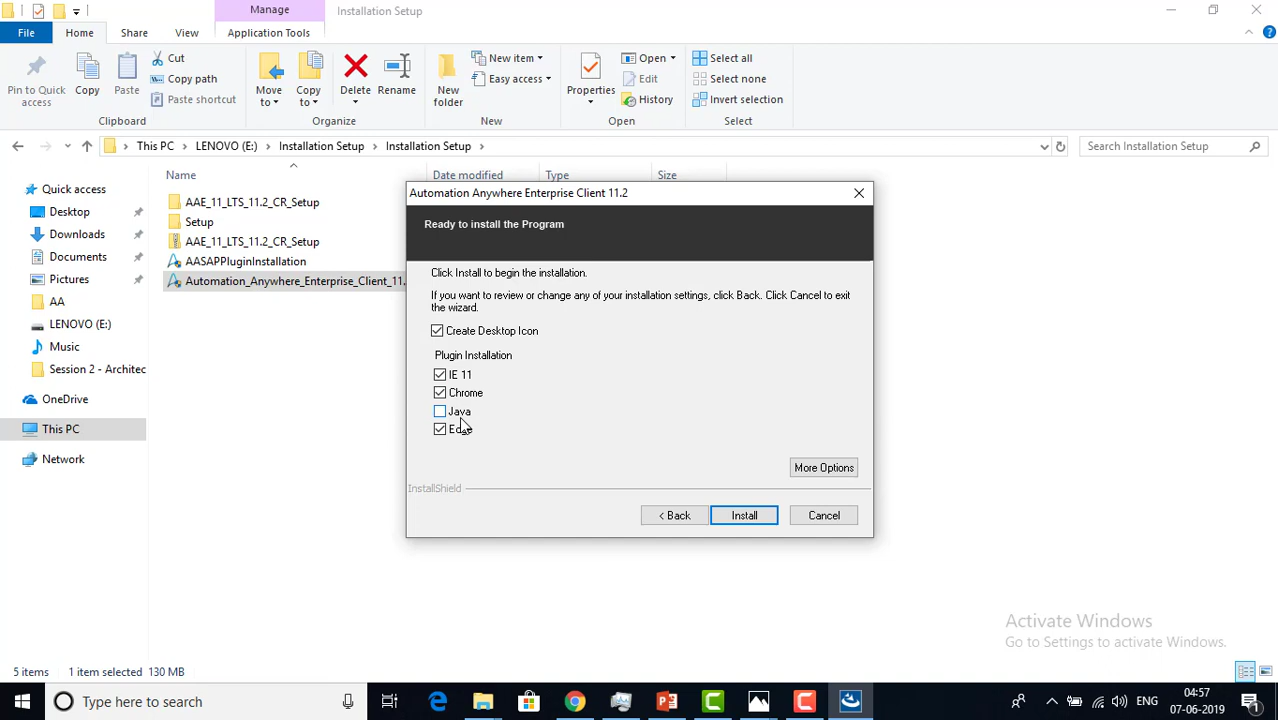 Manage
Installation Setup
File
Home
Share
View
Application Tools
Pin to Quick access
Copy
Paste
Cut
Copy path
Paste shortcut
Clipboard
Move to
Copy to
Delete
Rename
Organize
New folder
New item
Easy access
New
Properties
Open
Edit
History
Open
Select all
Select none
Invert selection
Select
This PC
LENOVO (E:)
Installation Setup
Installation Setup
Search Installation Setup
Name
Date modified
Type
Size
Quick access
Desktop
Downloads
Documents
Pictures
AA
LENOVO (E:)
Music
Session 2 - Architec
OneDrive
This PC
Network
AAE_11_LTS_11.2_CR_Setup
Setup
AAE_11_LTS_11.2_CR_Setup
AASAPPluginInstallation
Automation_Anywhere_Enterprise_Client_11.
Automation Anywhere Enterprise Client 11.2
Ready to install the Program
Click Install to begin the installation.
If you want to review or change any of your installation settings, click Back. Click Cancel to exit
the wizard.
Create Desktop Icon
Plugin Installation
IE 11
Chrome
Java
Edge
More Options
InstallShield
< Back
Install
Cancel
Activate Windows
Go to Settings to activate Windows.
5 items
1 item selected 130 MB
Type here to search
ENG
04:57
07-06-2019
1